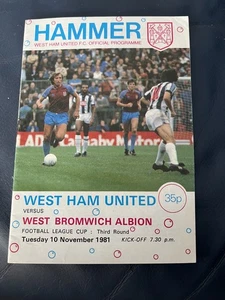 HAMMER
WEST HAM UNITED F.C. OFFICIAL PROGRAMME
WEST HAM UNITED
35p
VERSUS
WEST BROMWICH ALBION
FOOTBALL LEAGUE CUP : Third Round
Tuesday 10 November 1981 KICK-OFF 7.30 p.m.